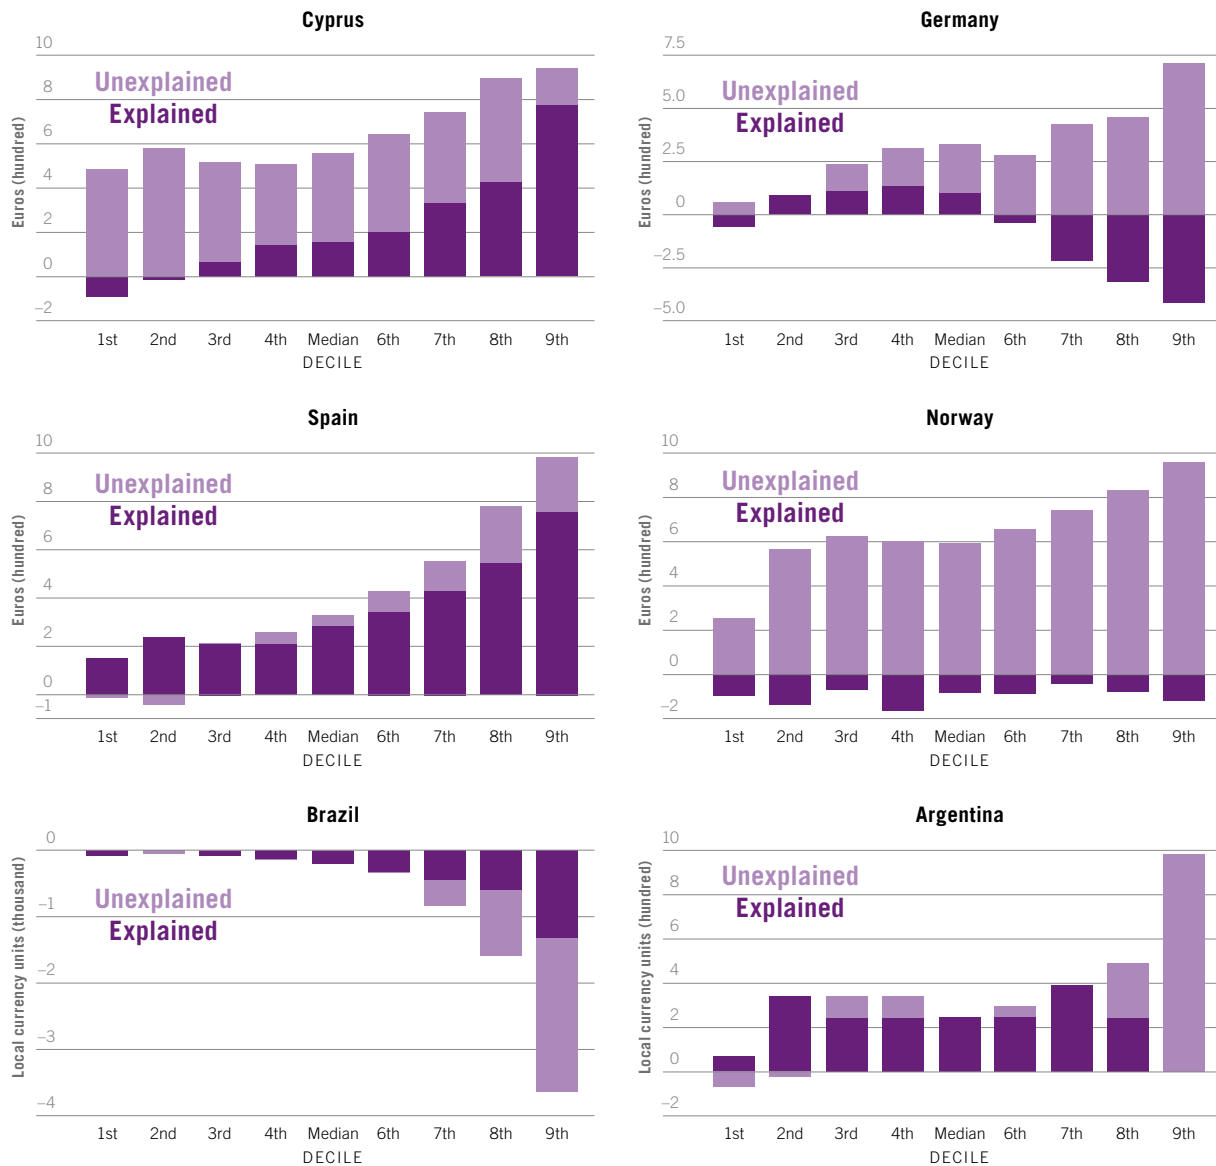 Cyprus
Euros (hundred)
10
8
6
4
2
0
–2
Unexplained
Explained
1st 2nd 3rd 4th Median 6th 7th 8th 9th
DECILE
Germany
Euros (hundred)
7.5
5.0
2.5
0
–2.5
–5.0
Unexplained
Explained
1st 2nd 3rd 4th Median 6th 7th 8th 9th
DECILE
Spain
Euros (hundred)
10
8
6
4
2
0
–1
Unexplained
Explained
1st 2nd 3rd 4th Median 6th 7th 8th 9th
DECILE
Norway
Euros (hundred)
10
8
6
4
2
0
–2
Unexplained
Explained
1st 2nd 3rd 4th Median 6th 7th 8th 9th
DECILE
Brazil
Local currency units (thousand)
0
–1
–2
–3
–4
Unexplained
Explained
1st 2nd 3rd 4th Median 6th 7th 8th 9th
DECILE
Argentina
Local currency units (hundred)
10
8
6
4
2
0
–2
Unexplained
Explained
1st 2nd 3rd 4th Median 6th 7th 8th 9th
DECILE